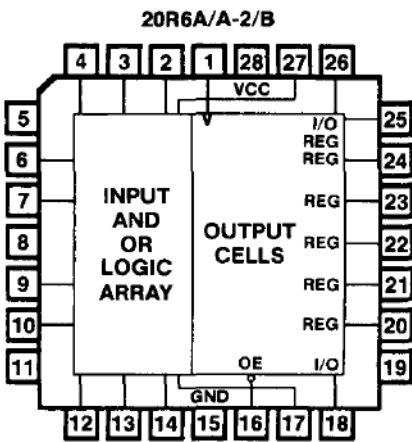 20R6A/A-2/B
4 3 2 1 28 27 26
VCC
5 25
I/O
REG
6 REG 24
7 REG 23
INPUT
AND
OR
LOGIC
ARRAY
OUTPUT
CELLS
8 REG 22
9 REG 21
10 REG 20
OE I/O
11 19
GND
12 13 14 15 16 17 18